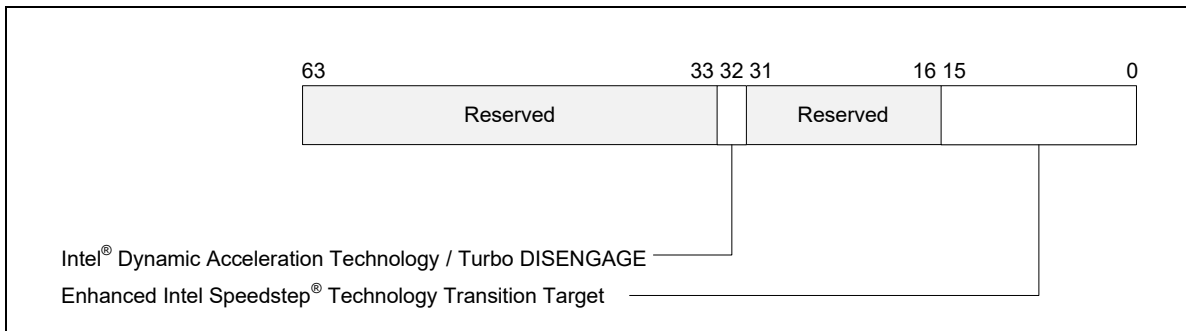 63 33 32 31 16 15 0
Reserved Reserved
Intel® Dynamic Acceleration Technology / Turbo DISENGAGE
Enhanced Intel Speedstep® Technology Transition Target